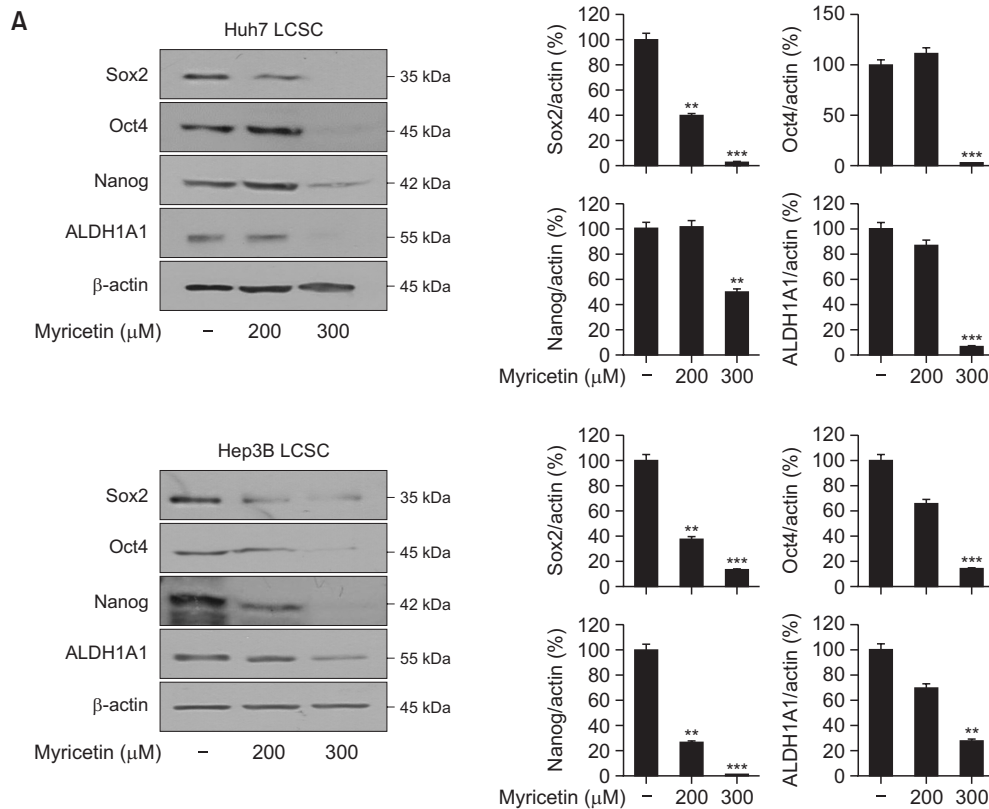 A
Huh7 LCSC
Sox2
35 kDa
Oct4
45 kDa
Nanog
42 kDa
ALDH1A1
55 kDa
β-actin
45 kDa
Myricetin (μM) – 200 300
Sox2/actin (%)
120
100
80
60
40
20
0
**
***
Oct4/actin (%)
150
100
50
0
***
Nanog/actin (%)
120
100
80
60
40
20
0
**
Myricetin (μM) – 200 300
ALDH1A1/actin (%)
120
100
80
60
40
20
0
***
– 200 300
Hep3B LCSC
Sox2
35 kDa
Oct4
45 kDa
Nanog
42 kDa
ALDH1A1
55 kDa
β-actin
45 kDa
Myricetin (μM) – 200 300
Sox2/actin (%)
120
100
80
60
40
20
0
**
***
Oct4/actin (%)
120
100
80
60
40
20
0
***
Nanog/actin (%)
120
100
80
60
40
20
0
**
***
Myricetin (μM) – 200 300
ALDH1A1/actin (%)
120
100
80
60
40
20
0
**
– 200 300